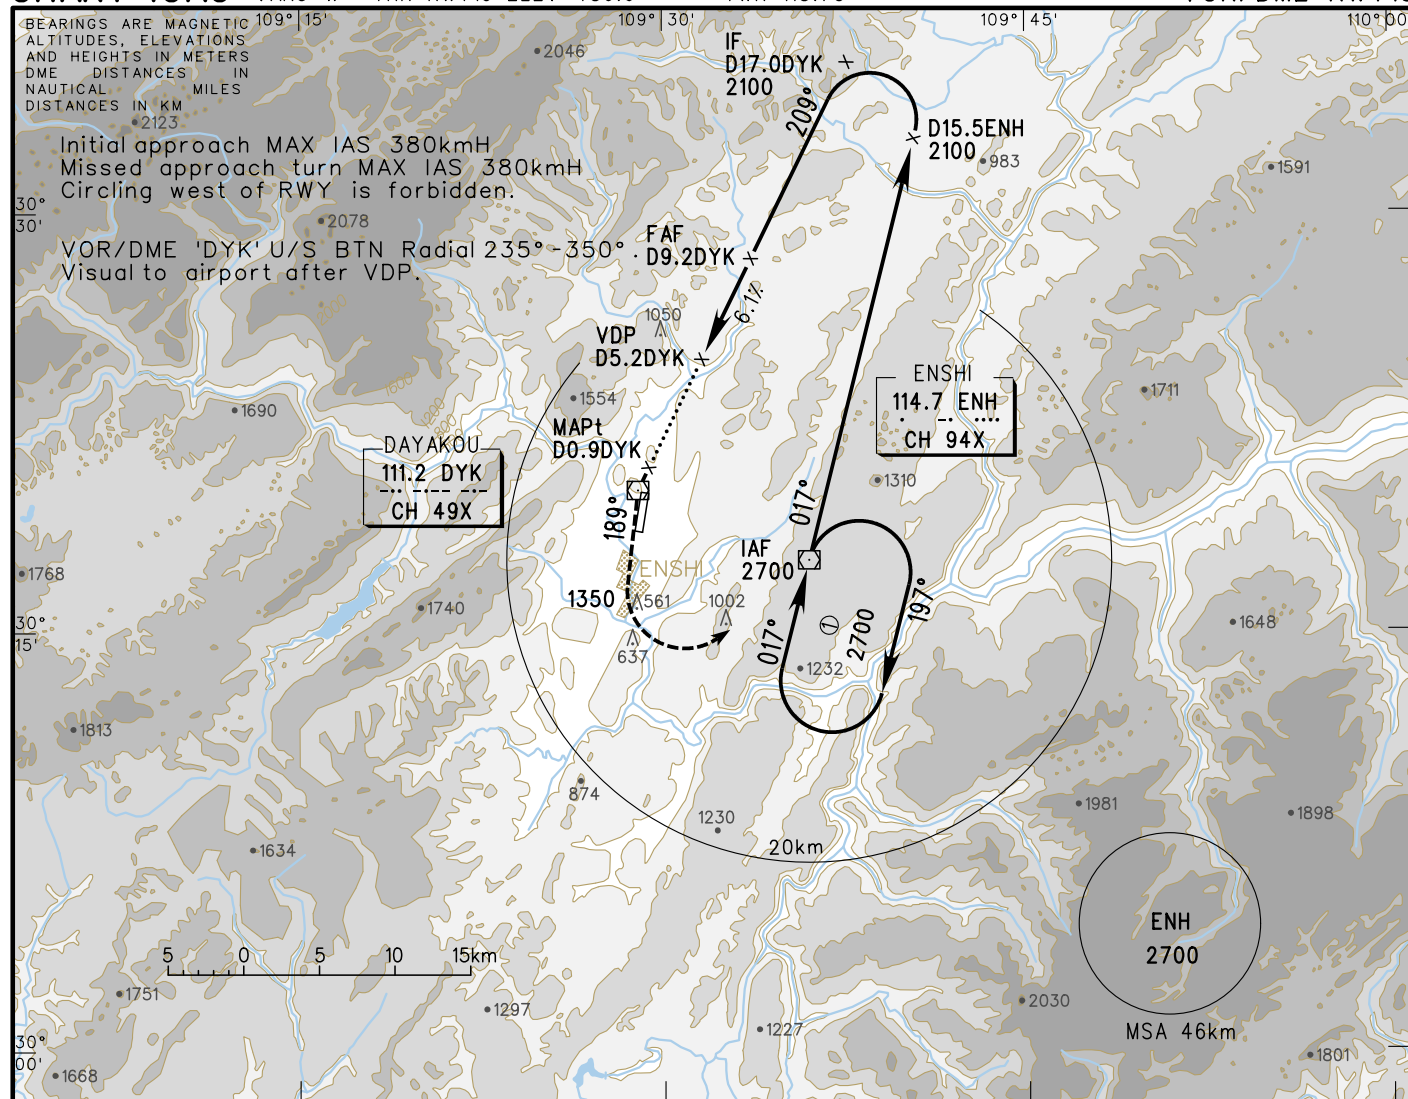 109° 15'
109° 30'
109° 45'
110° 00'
BEARINGS ARE MAGNETIC
ALTITUDES, ELEVATIONS
AND HEIGHTS IN METERS
DME DISTANCES IN
NAUTICAL MILES
DISTANCES IN KM
Initial approach MAX IAS 380kmH
Missed approach turn MAX IAS 380kmH
Circling west of RWY is forbidden.
VOR/DME 'DYK' U/S BTN Radial 235°-350°.
Visual to airport after VDP.
IF
D17.0DYK
2100
209°
D15.5ENH
2100
FAF
D9.2DYK
6.1%
VDP
D5.2DYK
MAPt
D0.9DYK
DAYAKOU
111.2 DYK
CH 49X
ENSHI
114.7 ENH
CH 94X
189°
017°
IAF
2700
ENSHI
1350
017°
①
2700
197°
20km
5 0 5 10 15km
ENH
2700
MSA 46km
30°
30'
30°
15'
30°
00'
2046
2123
2078
983
1591
2000
1050
1554
1600
1200
800
1690
1711
1310
1768
1740
561
1002
637
1232
1648
1813
874
1230
1981
1898
1634
1751
1297
1227
2030
1801
1668